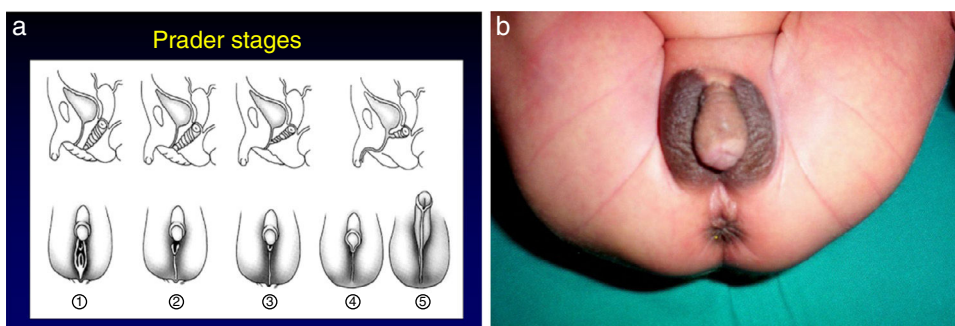 a
Prader stages
① ② ③ ④ ⑤
b